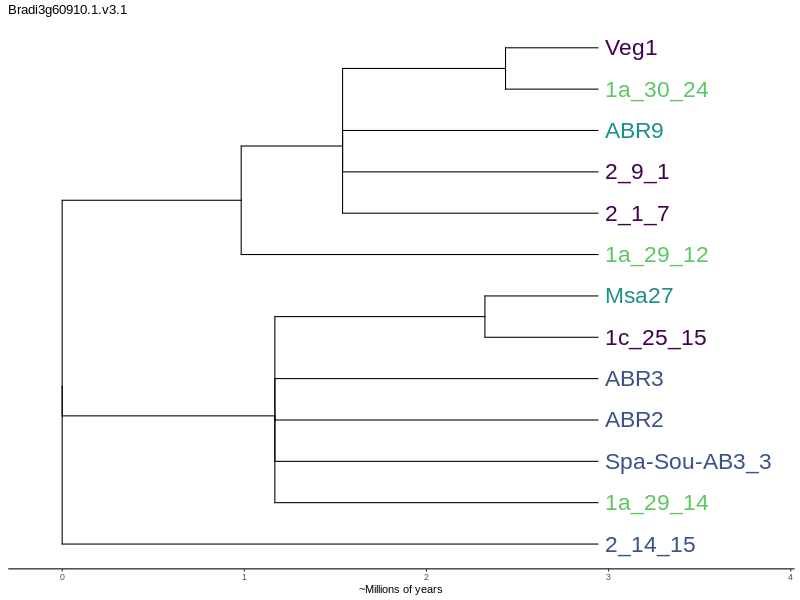 Bradi3g60910.1.v3.1
Veg1
1a_30_24
ABR9
2_9_1
2_1_7
1a_29_12
Msa27
1c_25_15
ABR3
ABR2
Spa-Sou-AB3_3
1a_29_14
2_14_15
0 1 2 3 4
~Millions of years